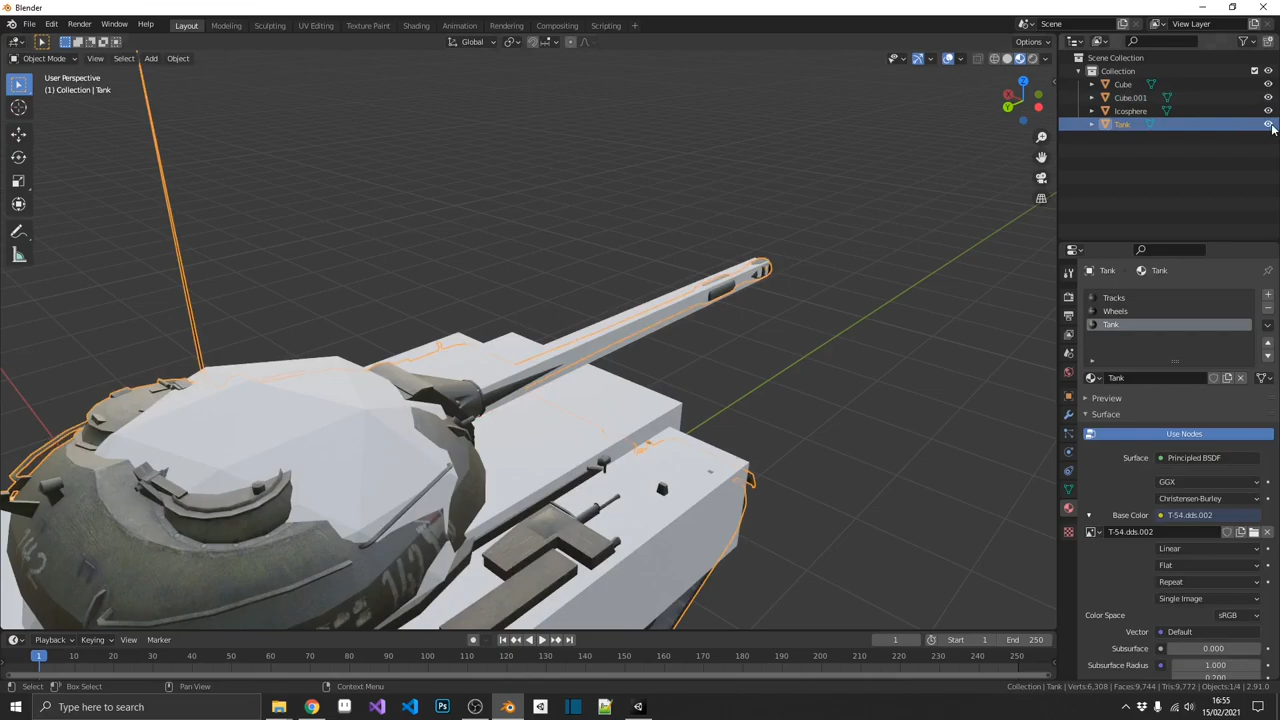 Blender
File Edit Render Window Help
Layout Modeling Sculpting UV Editing Texture Paint Shading Animation Rendering Compositing Scripting +
Scene
View Layer
Global
Options
Object Mode View Select Add Object
User Perspective
(1) Collection | Tank
X
Y
Z
Scene Collection
Collection
Cube
Cube.001
Icosphere
Tank
Tank Tank
Tracks
Wheels
Tank
Tank
Preview
Surface
Use Nodes
Surface Principled BSDF
GGX
Christensen-Burley
Base Color T-54.dds.002
T-54.dds.002
Linear
Flat
Repeat
Single Image
Color Space sRGB
Vector Default
Subsurface 0.000
Subsurface Radius 1.000
0.200
Playback Keying View Marker
1 Start 1 End 250
1 10 20 30 40 50 60 70 80 90 100 110 120 130 140 150 160 170 180 190 200 210 220 230 240 250
Select Box Select Pan View Context Menu
Collection | Tank | Verts:6,308 | Faces:9,744 | Tris:9,772 | Objects:1/4 | 2.91.0
Type here to search
16:55
15/02/2021